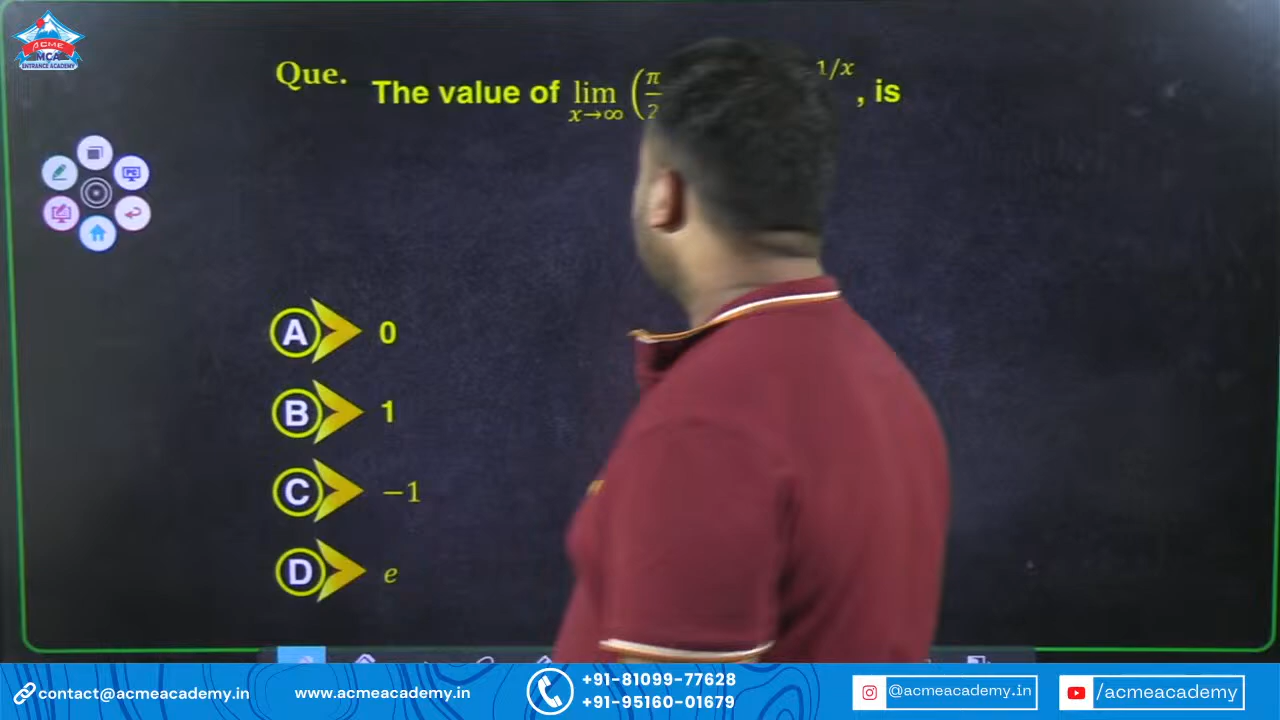 ACME
MCA
ENTRANCE ACADEMY
Que. The value of lim x→∞ (π/2 1/x, is
PC
A 0
B 1
C −1
D e
contact@acmeacademy.in
www.acmeacademy.in
+91-81099-77628
+91-95160-01679
@acmeacademy.in
/acmeacademy